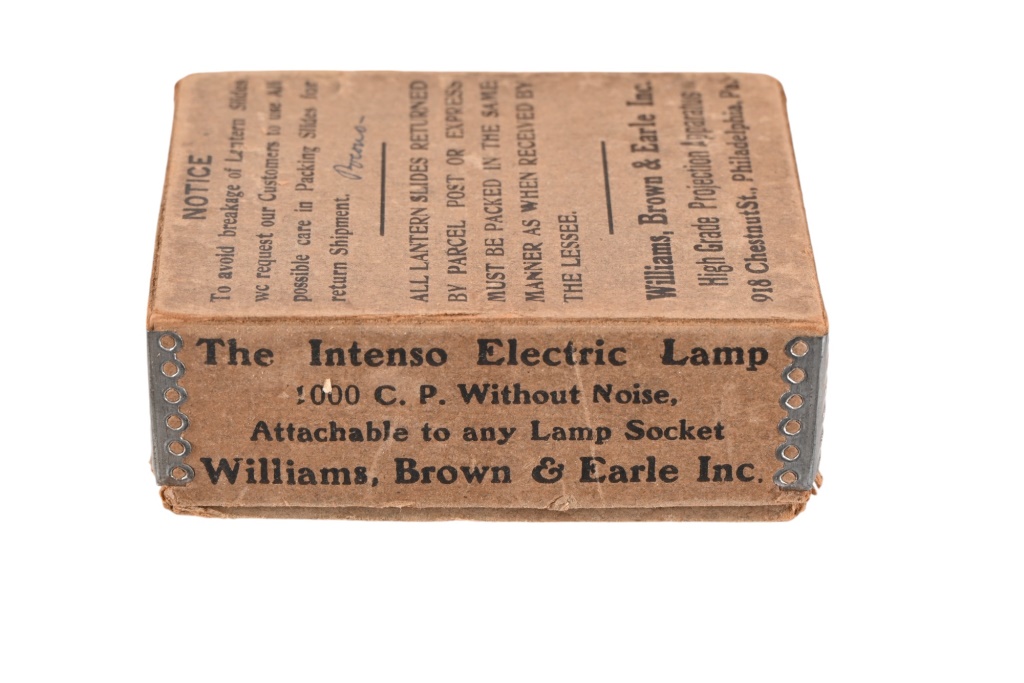 NOTICE
To avoid breakage of Lantern Slides
we request our Customers to use All
possible care in Packing Slides for
return Shipment.
ALL LANTERN SLIDES RETURNED
BY PARCEL POST OR EXPRESS
MUST BE PACKED IN THE SAME
MANNER AS WHEN RECEIVED BY
THE LESSEE.
Williams, Brown & Earle Inc.
High Grade Projection Apparatus
918 Chestnut St., Philadelphia, Pa.
The Intenso Electric Lamp
1000 C. P. Without Noise,
Attachable to any Lamp Socket
Williams, Brown & Earle Inc.